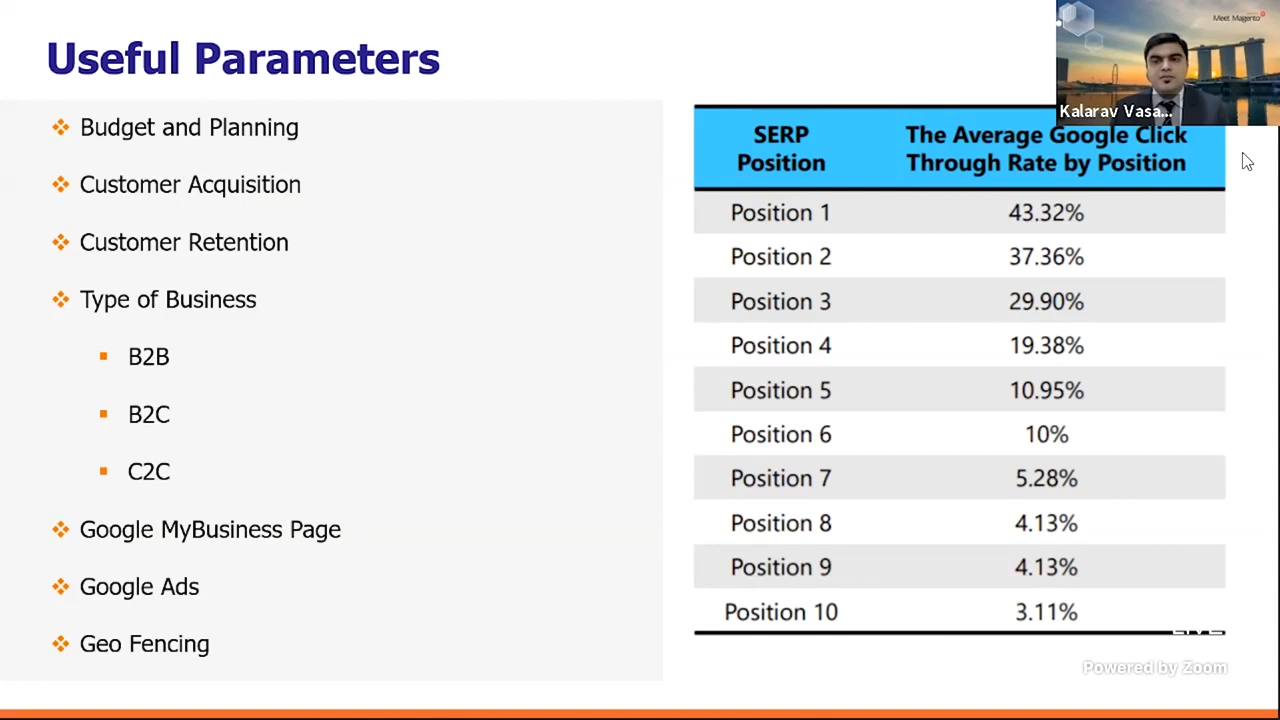 Useful Parameters
Meet Magento
Kalarav Vasa...
Budget and Planning
Customer Acquisition
Customer Retention
Type of Business
B2B
B2C
C2C
Google MyBusiness Page
Google Ads
Geo Fencing
SERP Position
The Average Google Click Through Rate by Position
Position 1 43.32%
Position 2 37.36%
Position 3 29.90%
Position 4 19.38%
Position 5 10.95%
Position 6 10%
Position 7 5.28%
Position 8 4.13%
Position 9 4.13%
Position 10 3.11%
Powered by Zoom